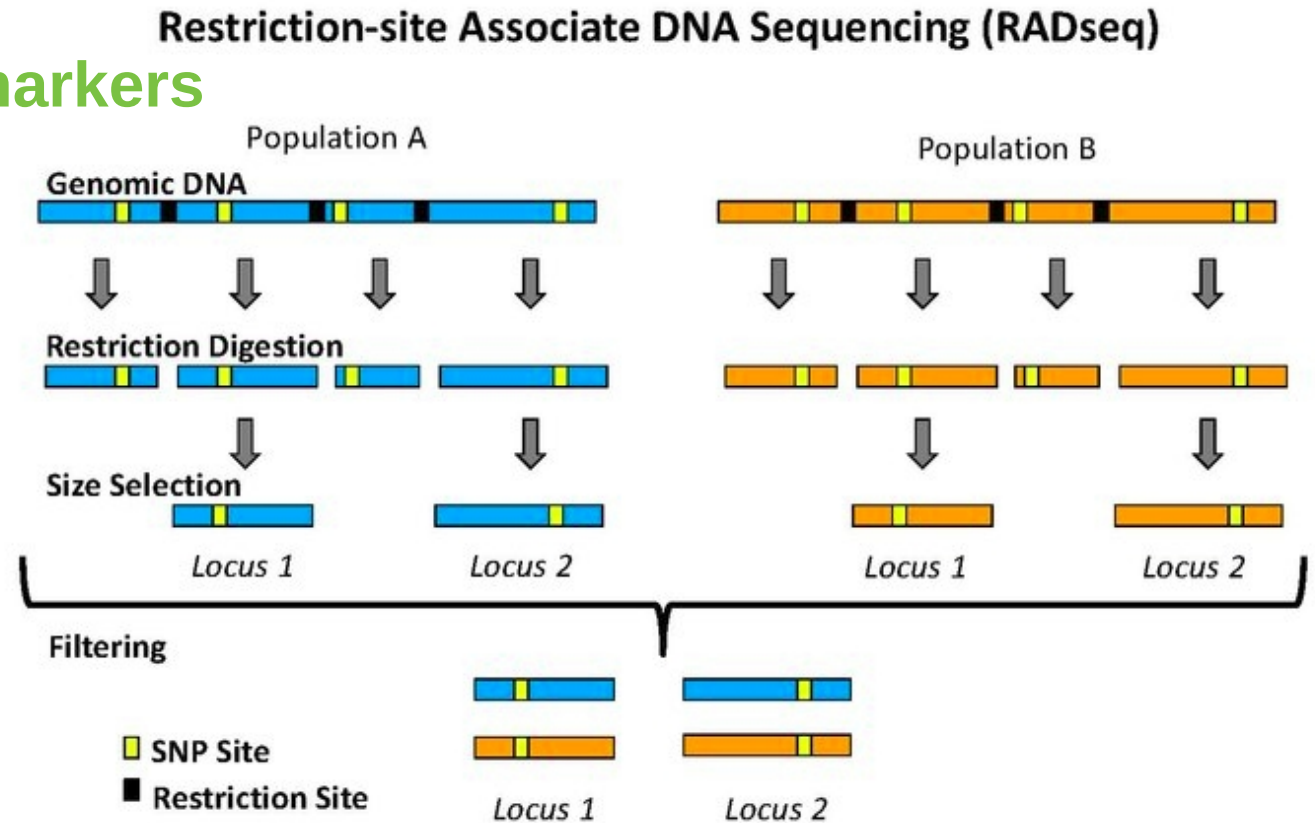 Restriction-site Associate DNA Sequencing (RADseq)
arkers
Population A
Population B
Genomic DNA
Restriction Digestion
Size Selection
Locus 1
Locus 2
Locus 1
Locus 2
Filtering
SNP Site
Restriction Site
Locus 1
Locus 2